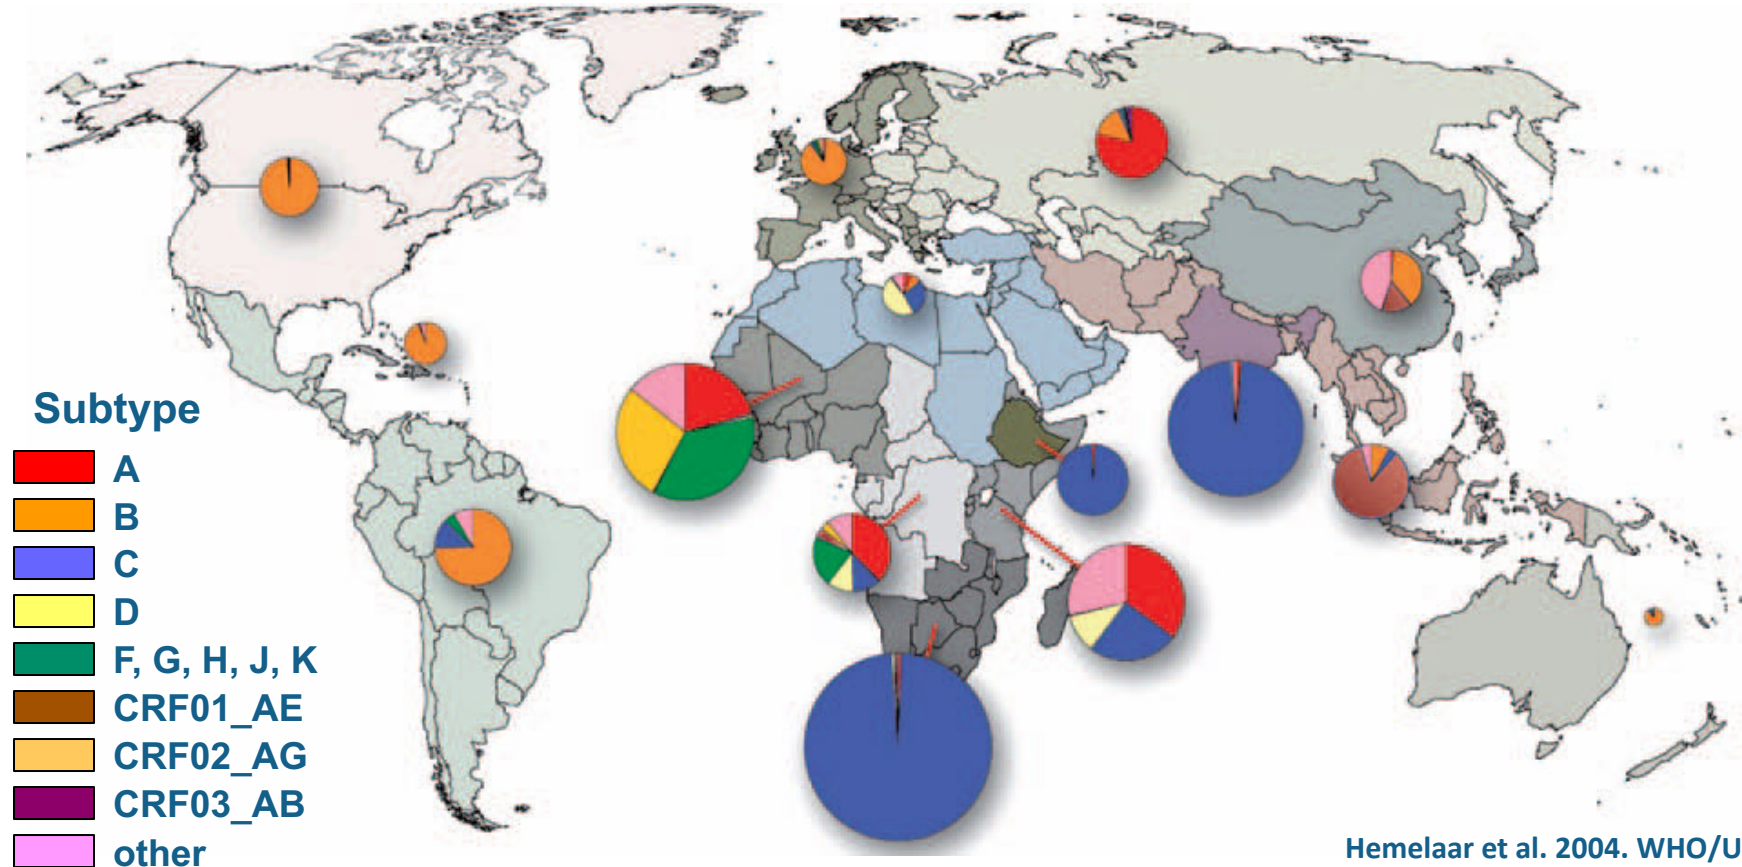 Subtype
A
B
C
D
F, G, H, J, K
CRF01_AE
CRF02_AG
CRF03_AB
other
Hemelaar et al. 2004. WHO/U